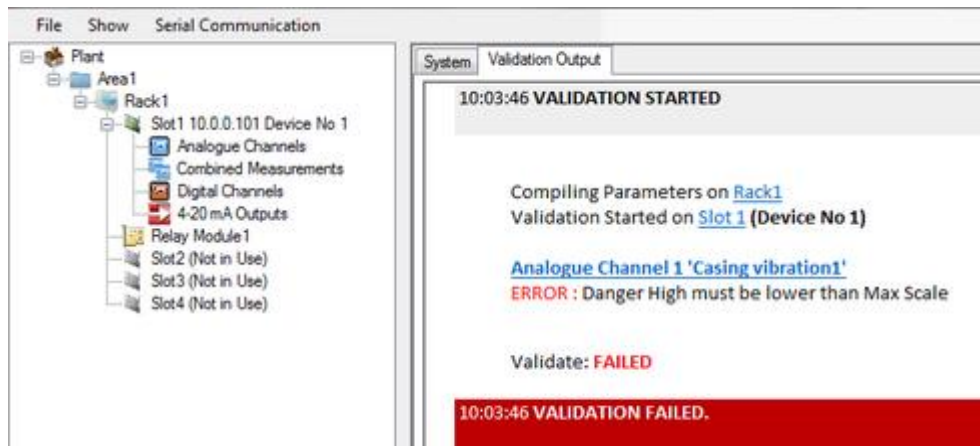 File Show Serial Communication
Plant
Area1
Rack1
Slot1 10.0.0.101 Device No 1
Analogue Channels
Combined Measurements
Digital Channels
4-20 mA Outputs
Relay Module1
Slot2 (Not in Use)
Slot3 (Not in Use)
Slot4 (Not in Use)
System Validation Output
10:03:46 VALIDATION STARTED
Compiling Parameters on Rack1
Validation Started on Slot 1 (Device No 1)
Analogue Channel 1 'Casing vibration1'
ERROR : Danger High must be lower than Max Scale
Validate: FAILED
10:03:46 VALIDATION FAILED.